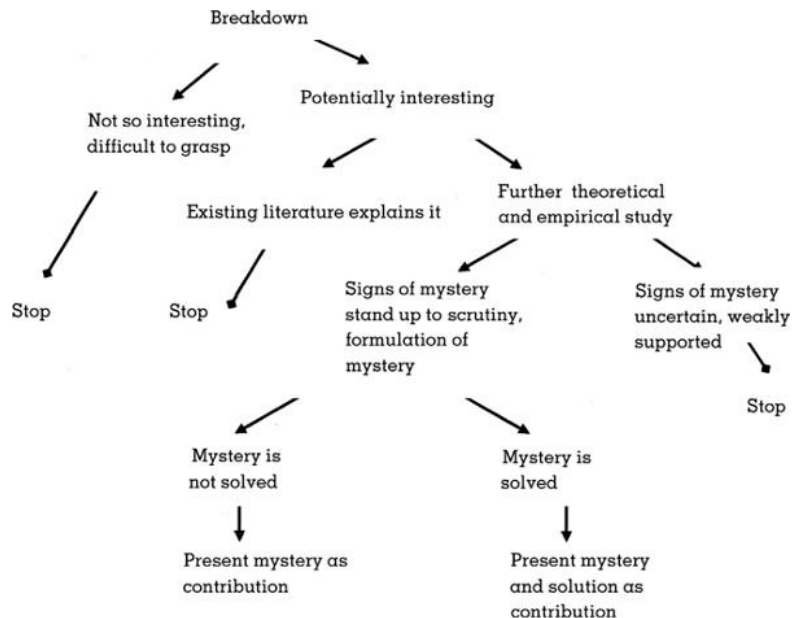 Breakdown
Potentially interesting
Not so interesting,
difficult to grasp
Existing literature explains it
Further theoretical
and empirical study
Stop
Stop
Signs of mystery
stand up to scrutiny,
formulation of
mystery
Signs of mystery
uncertain, weakly
supported
Stop
Mystery is
not solved
Mystery is
solved
Present mystery as
contribution
Present mystery
and solution as
contribution